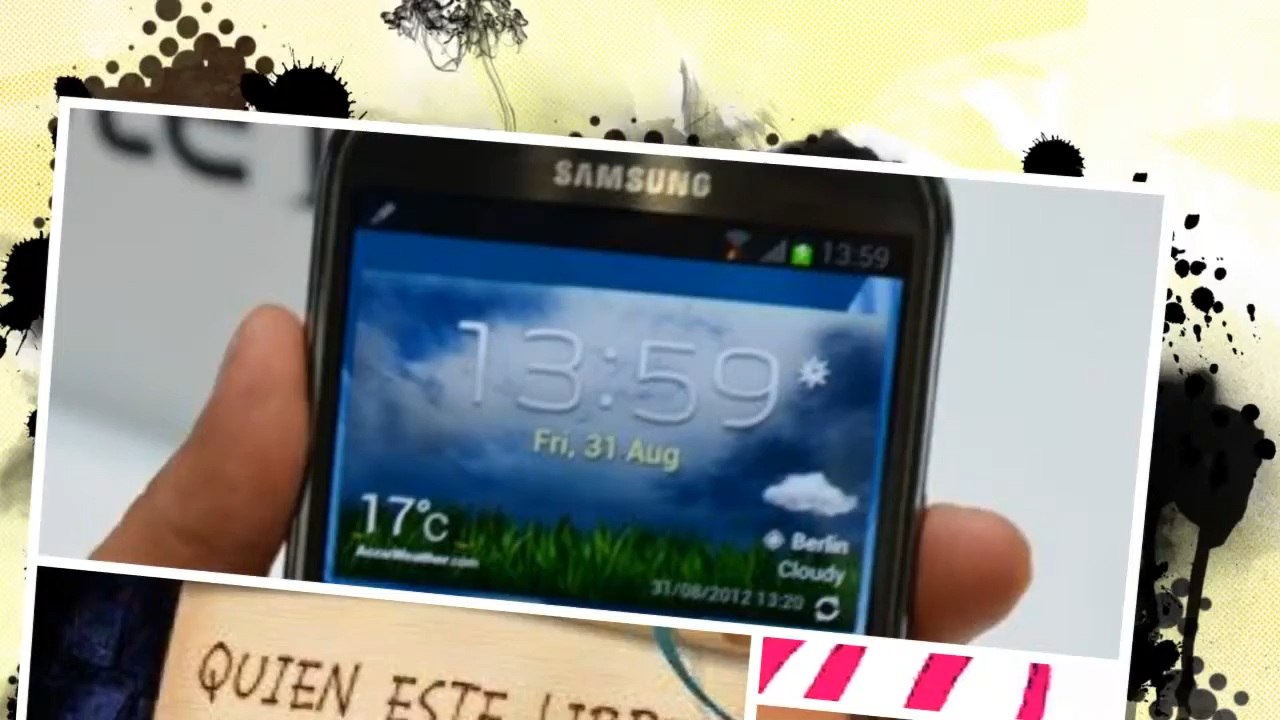 SAMSUNG
13:59
13:59
Fri, 31 Aug
17°C
AccuWeather.com
Berlin
Cloudy
31/08/2012 13:20
QUIEN ESTE